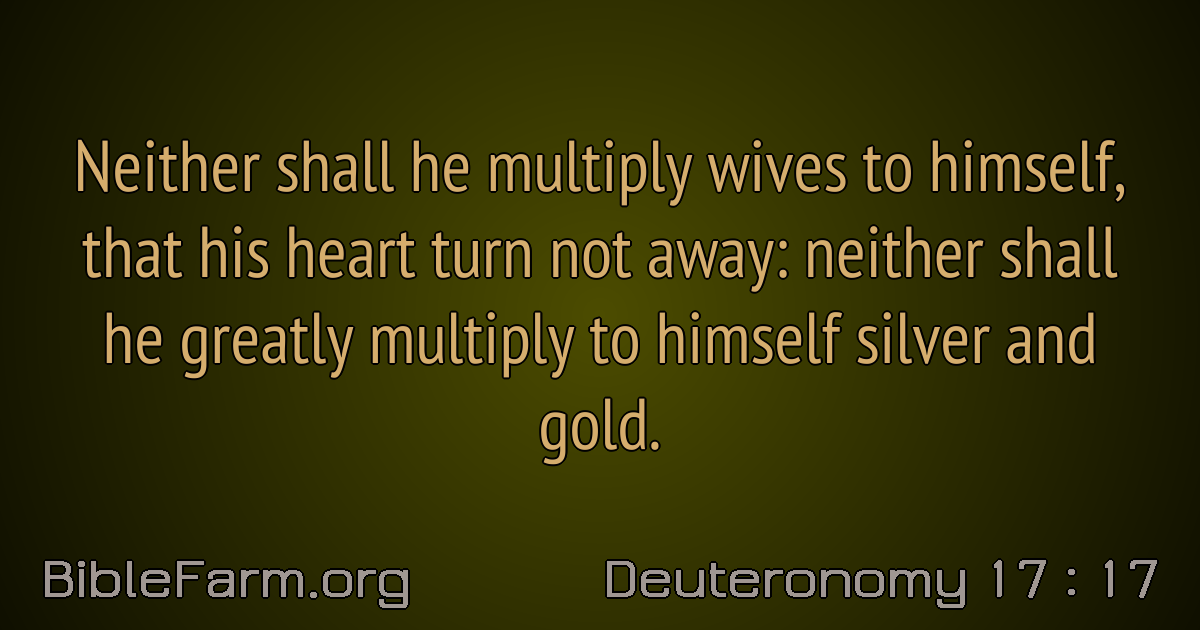 Neither shall he multiply wives to himself,
that his heart turn not away: neither shall
he greatly multiply to himself silver and
gold.
BibleFarm.org
Deuteronomy 17 : 17